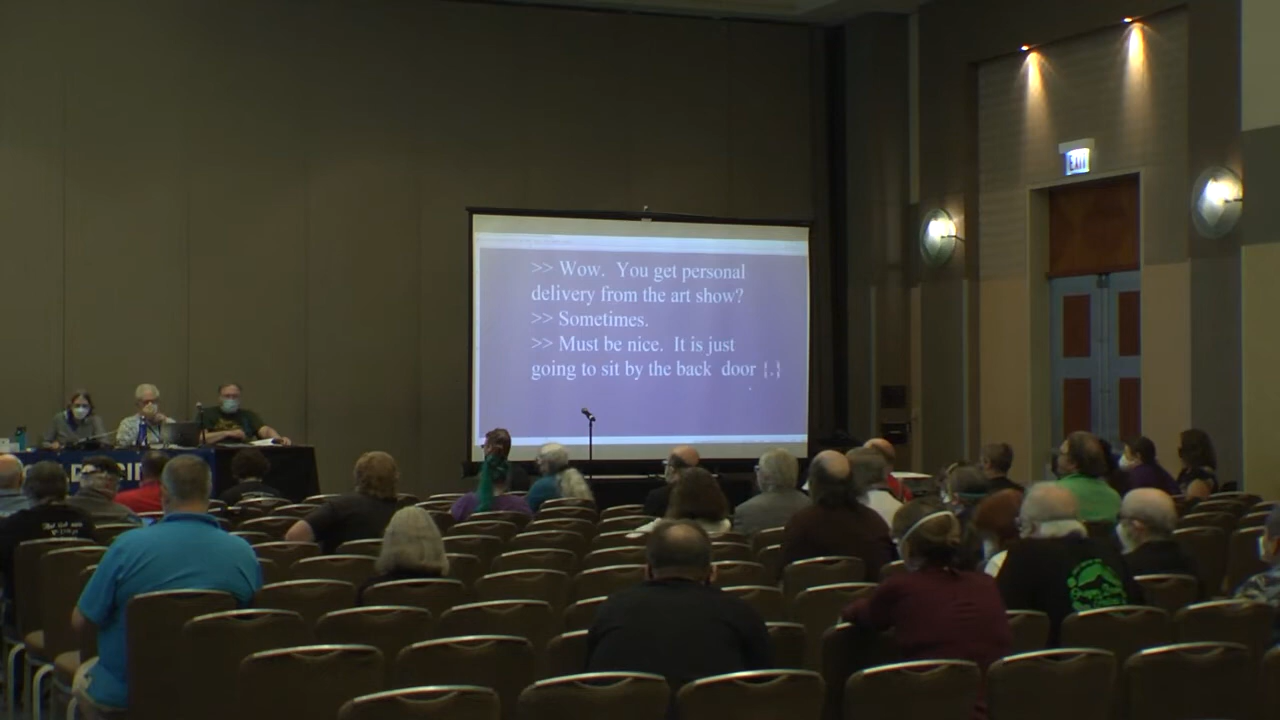 >> Wow.  You get personal
delivery from the art show?
>> Sometimes.
>> Must be nice.  It is just
going to sit by the back  door {.}
EXIT